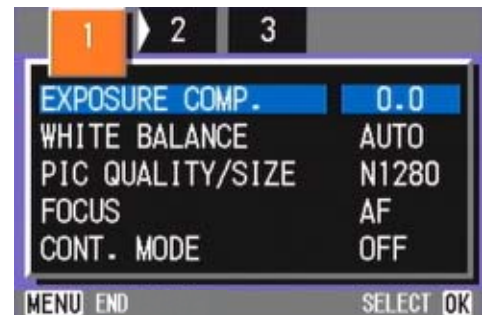 1 2 3
EXPOSURE COMP. 0.0
WHITE BALANCE AUTO
PIC QUALITY/SIZE N1280
FOCUS AF
CONT. MODE OFF
MENU END SELECT OK